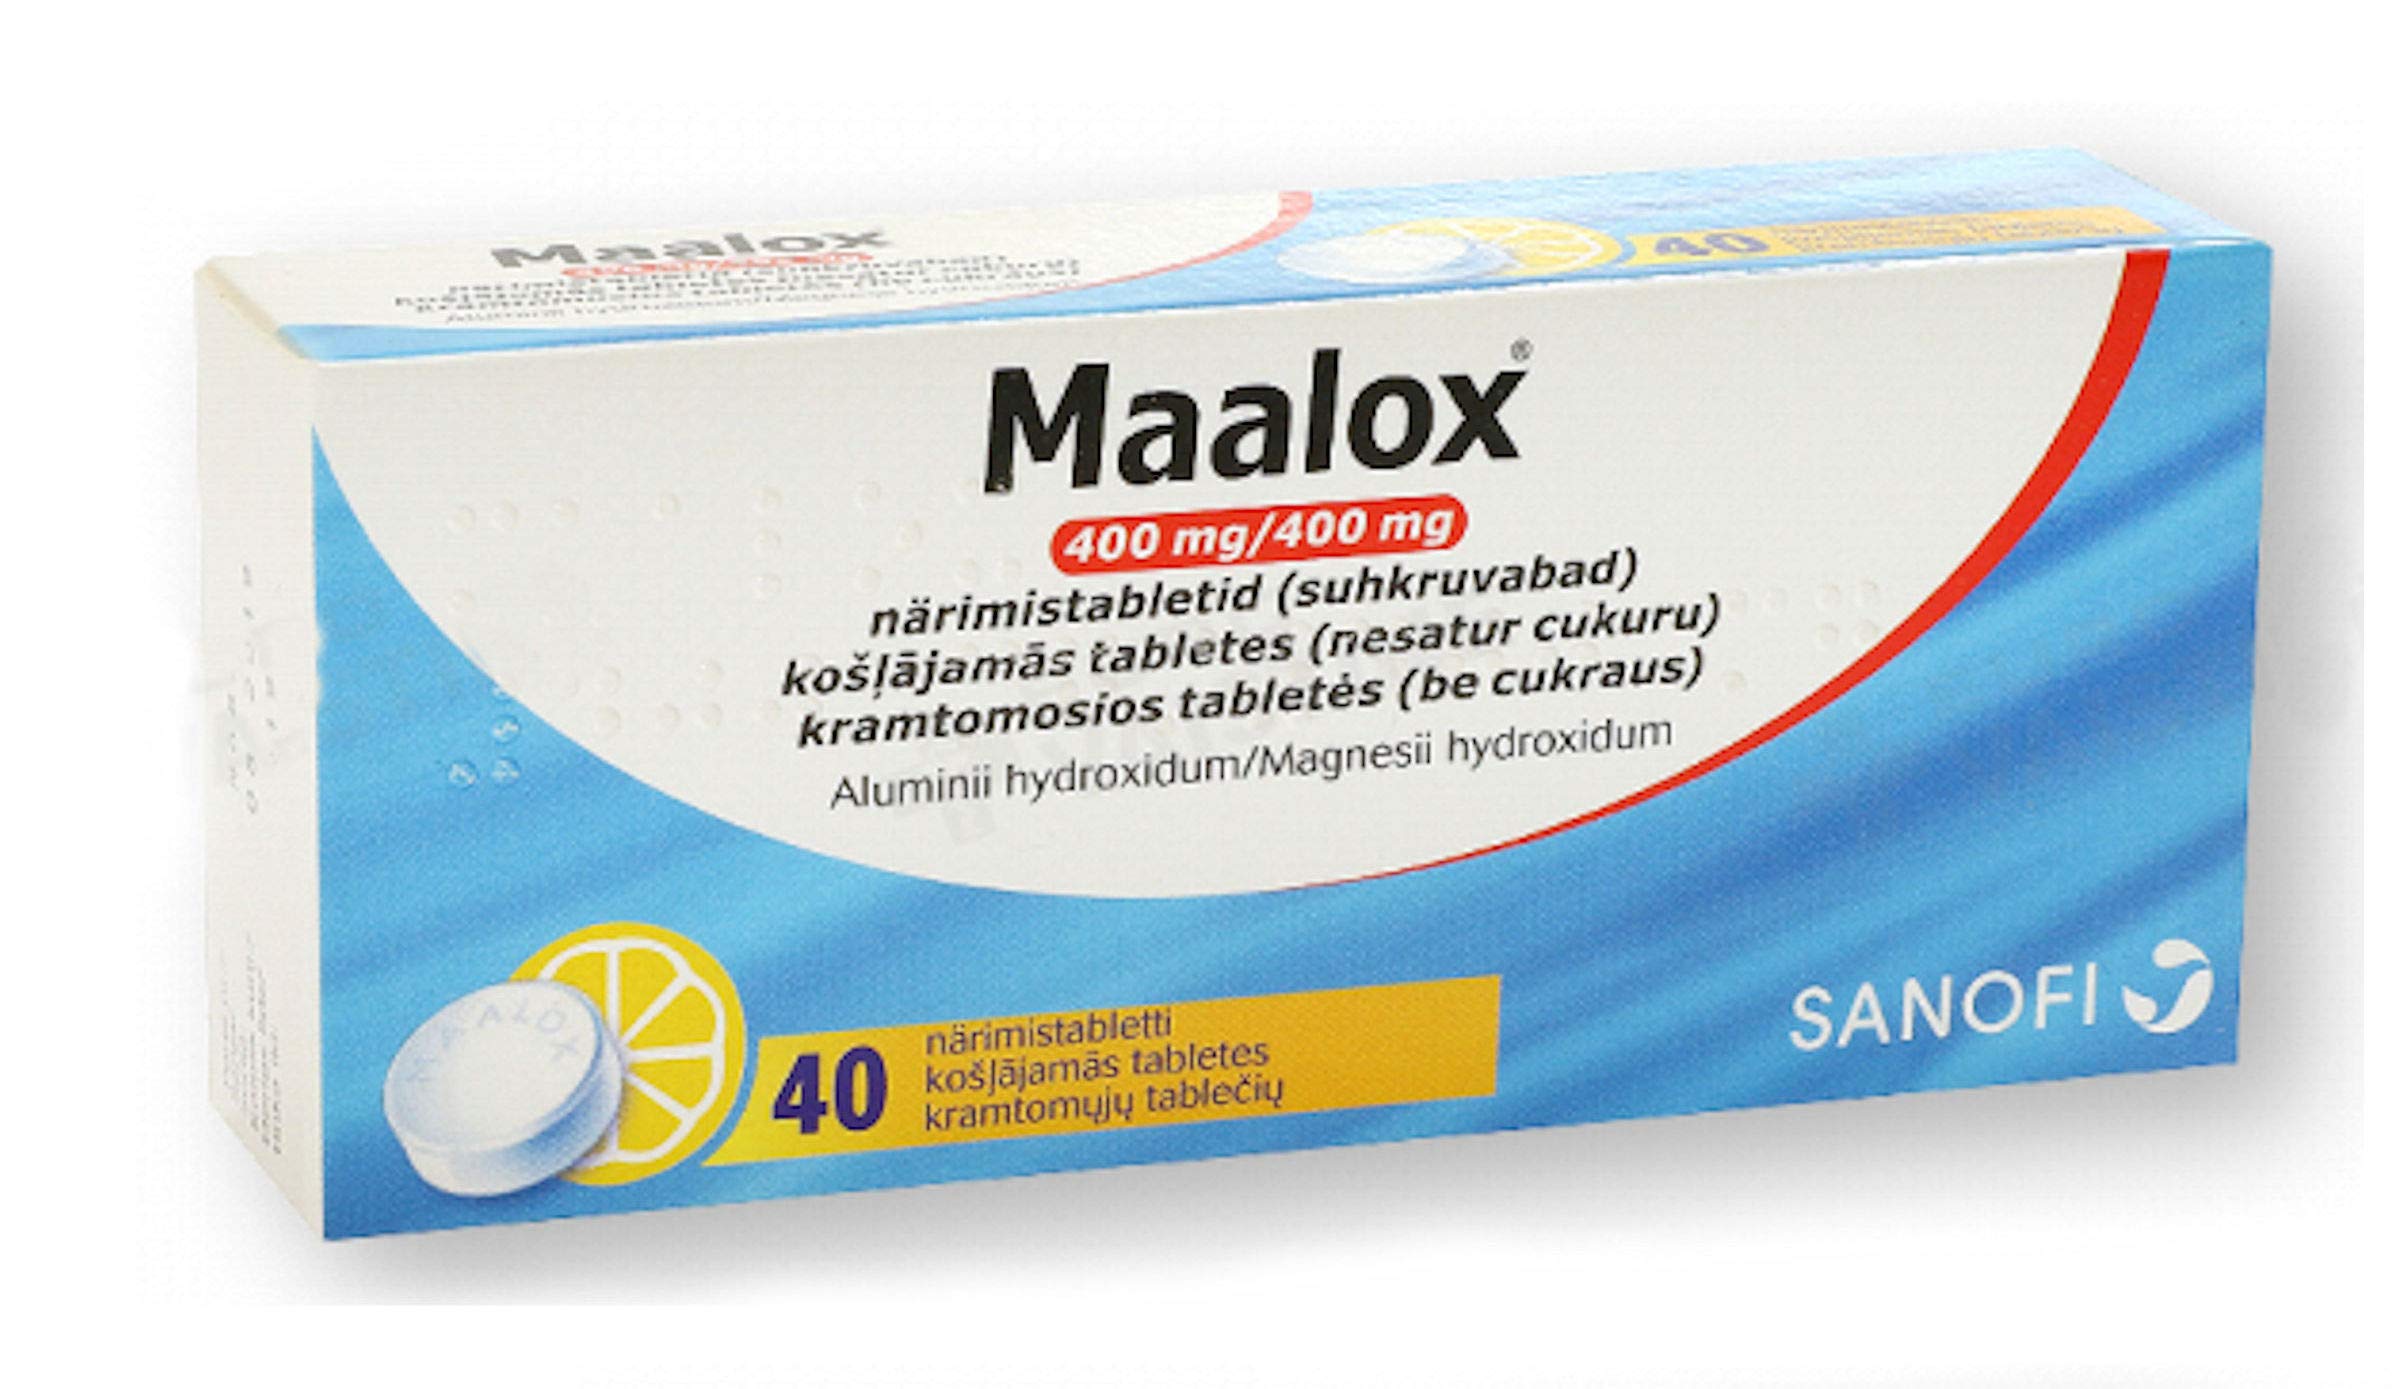 Maalox
40
Maalox®
400 mg/400 mg
närimistabletid (suhkruvabad)
košļājamās tabletes (nesatur cukuru)
kramtomosios tabletės (be cukraus)
Aluminii hydroxidum/Magnesii hydroxidum
MAALOX
40
närimistabletti
košļājamās tabletes
kramtomųjų tablečių
SANOFI